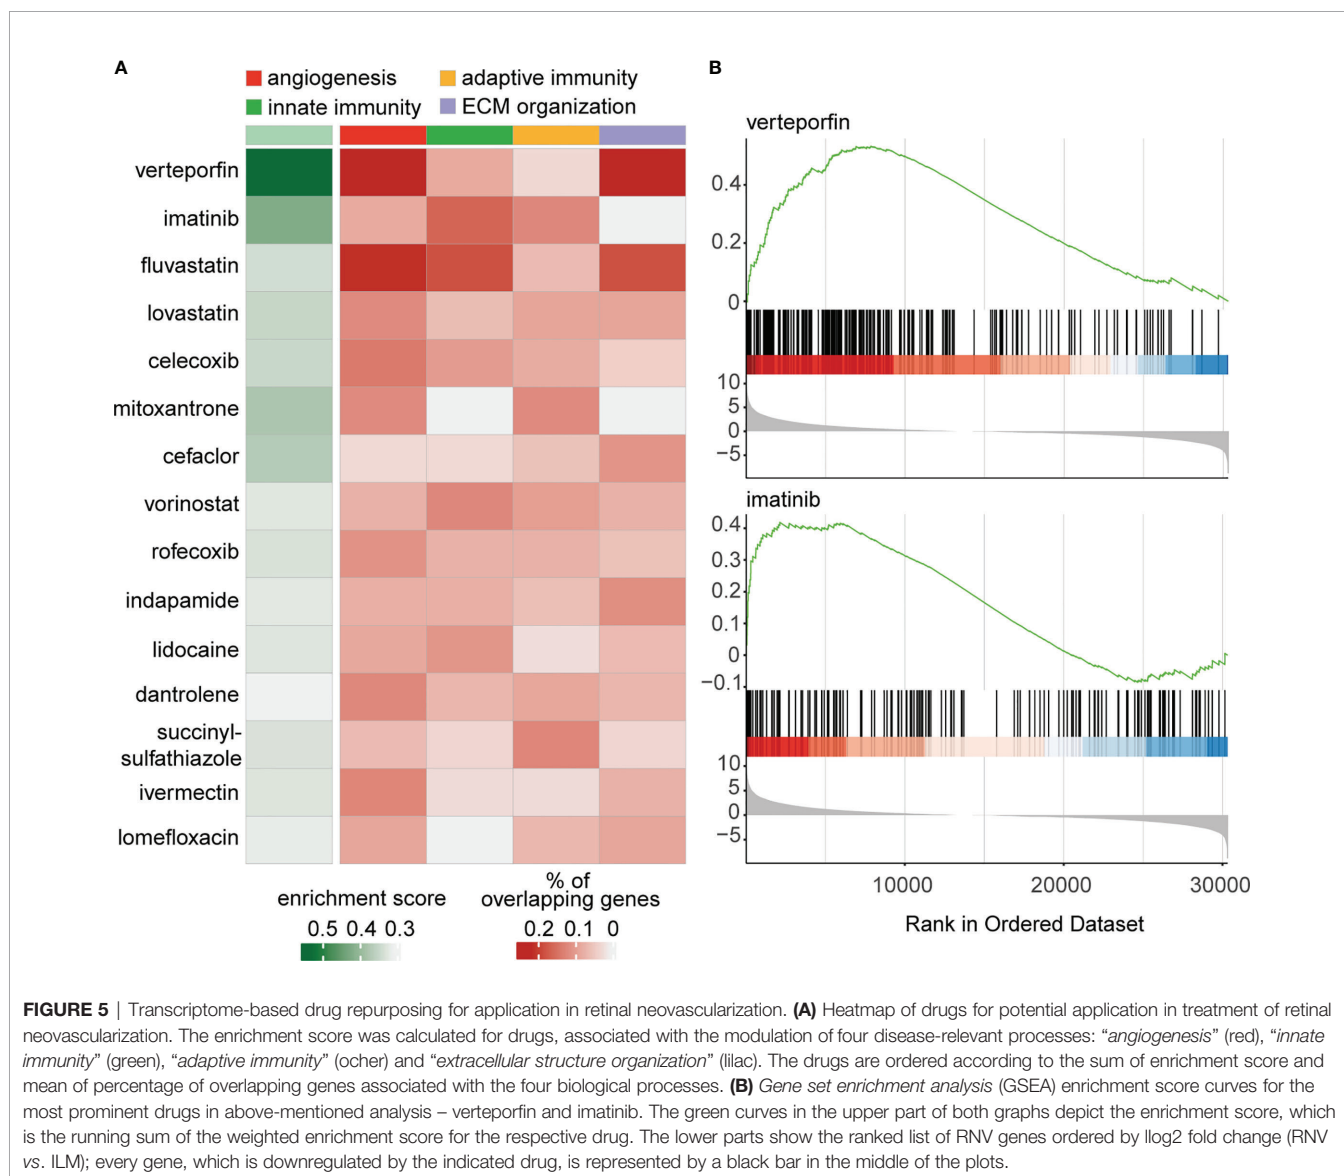 A
angiogenesis
adaptive immunity
innate immunity
ECM organization
verteporfin
imatinib
fluvastatin
lovastatin
celecoxib
mitoxantrone
cefaclor
vorinostat
rofecoxib
indapamide
lidocaine
dantrolene
succinyl-
sulfathiazole
ivermectin
lomefloxacin
enrichment score
0.5 0.4 0.3
% of
overlapping genes
0.2 0.1 0
B
verteporfin
0.4
0.2
0
10
5
0
−5
imatinib
0.4
0.3
0.2
0.1
0
−0.1
10
5
0
−5
10000 20000 30000
Rank in Ordered Dataset
FIGURE 5 | Transcriptome-based drug repurposing for application in retinal neovascularization. (A) Heatmap of drugs for potential application in treatment of retinal
neovascularization. The enrichment score was calculated for drugs, associated with the modulation of four disease-relevant processes: “angiogenesis” (red), “innate
immunity” (green), “adaptive immunity” (ocher) and “extracellular structure organization” (lilac). The drugs are ordered according to the sum of enrichment score and
mean of percentage of overlapping genes associated with the four biological processes. (B) Gene set enrichment analysis (GSEA) enrichment score curves for the
most prominent drugs in above-mentioned analysis – verteporfin and imatinib. The green curves in the upper part of both graphs depict the enrichment score, which
is the running sum of the weighted enrichment score for the respective drug. The lower parts show the ranked list of RNV genes ordered by llog2 fold change (RNV
vs. ILM); every gene, which is downregulated by the indicated drug, is represented by a black bar in the middle of the plots.